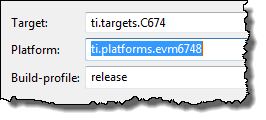 Target: ti.targets.C674
Platform: ti.platforms.evm6748
Build-profile: release